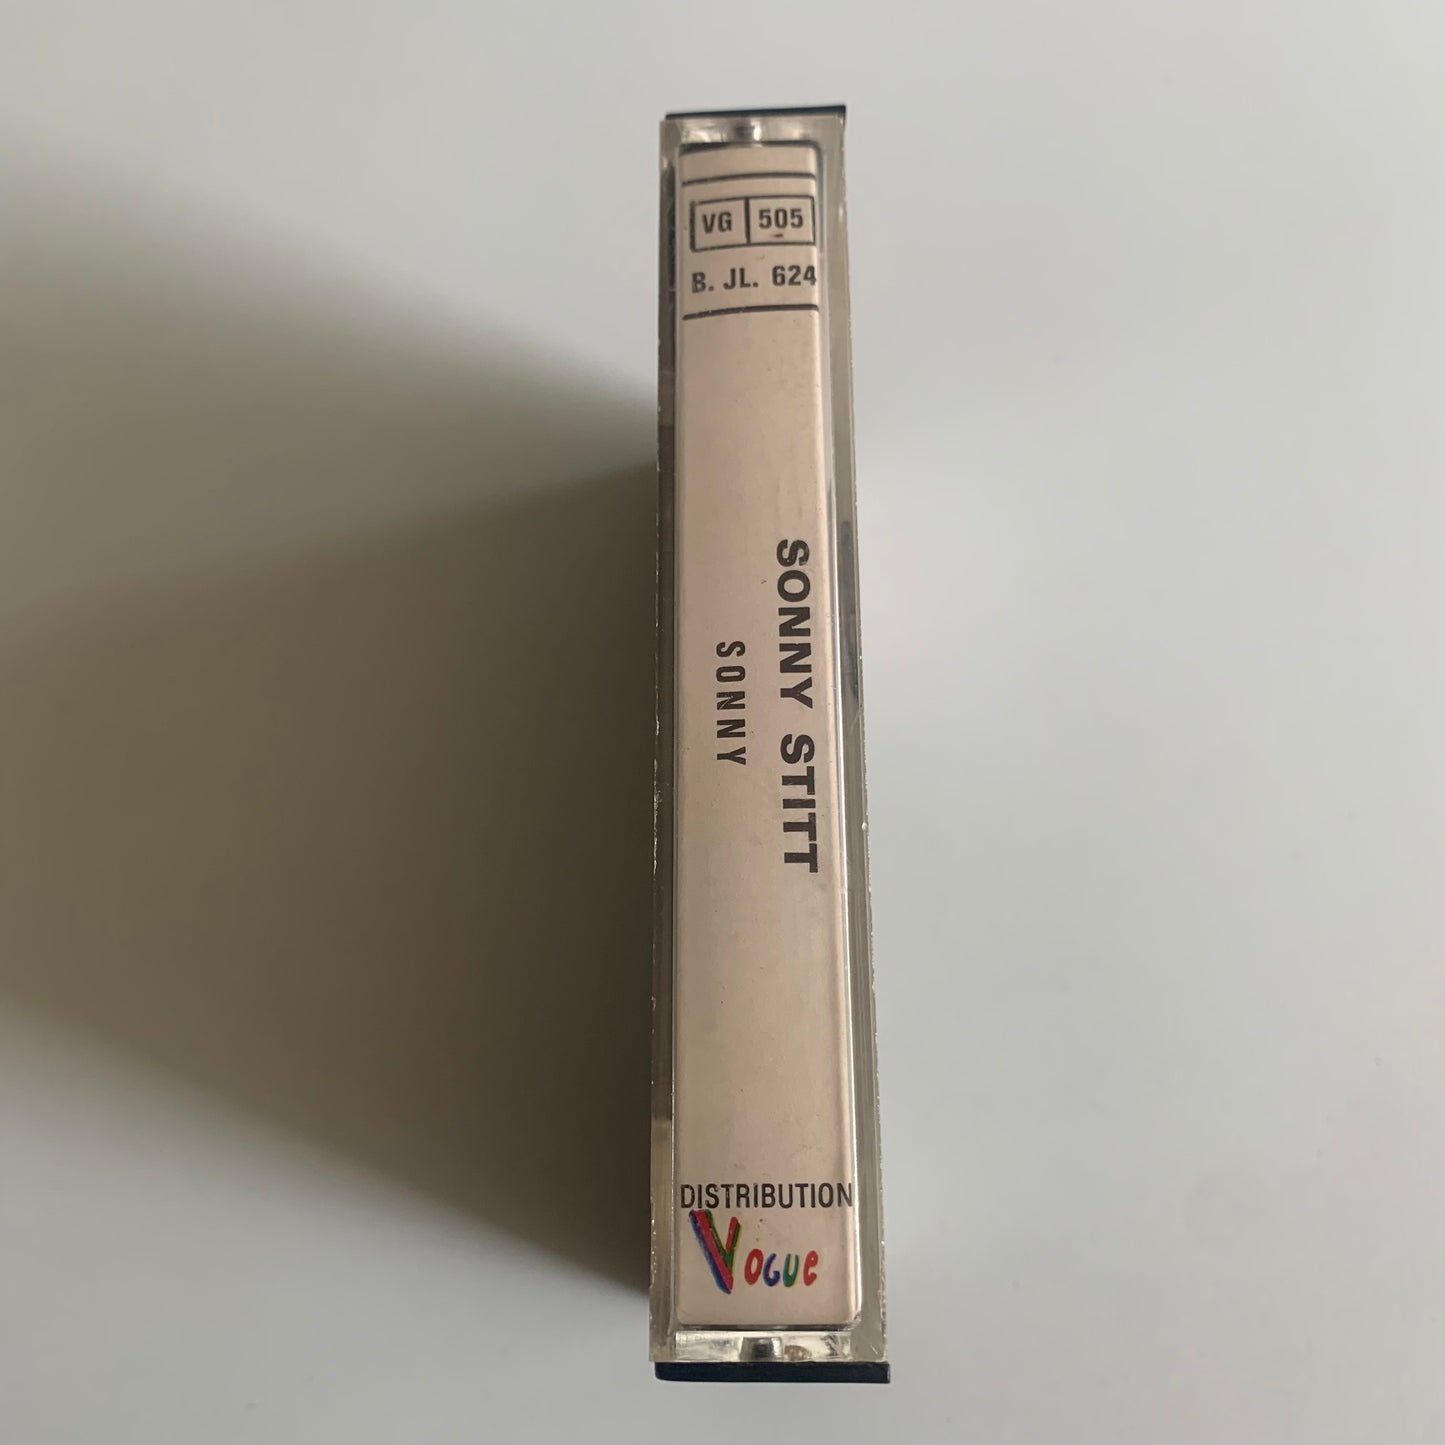 VG 505
B. JL. 624
SONNY STITT
SONNY
DISTRIBUTION
VOGUe